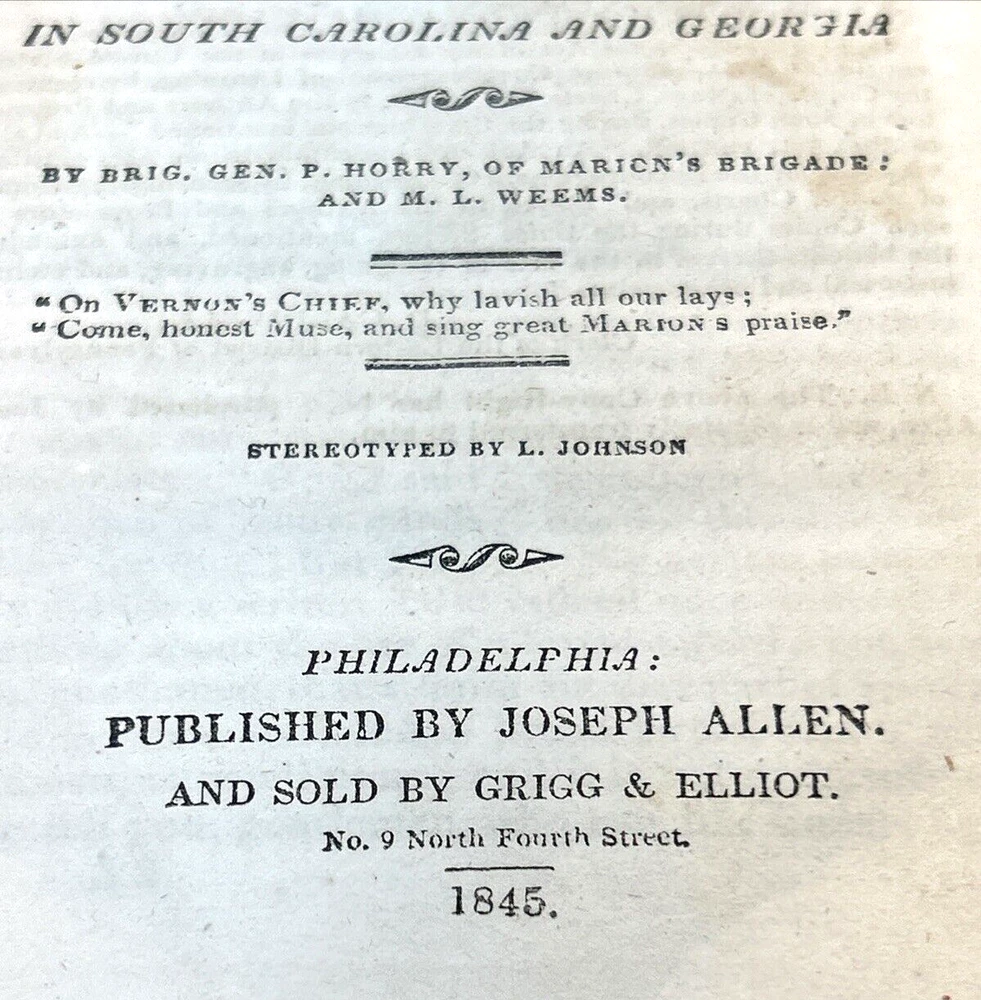 IN SOUTH CAROLINA AND GEORGIA
BY BRIG. GEN. P. HORRY, OF MARION'S BRIGADE:
AND M. L. WEEMS.
"On VERNON'S CHIEF, why lavish all our lays;
"Come, honest Muse, and sing great MARION'S praise."
STEREOTYPED BY L. JOHNSON
PHILADELPHIA:
PUBLISHED BY JOSEPH ALLEN.
AND SOLD BY GRIGG & ELLIOT.
No. 9 North Fourth Street.
1845.